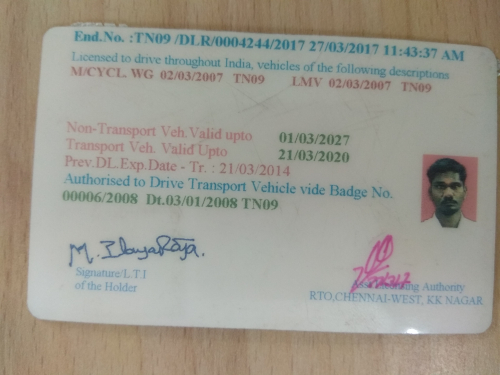 End.No. :TN09 /DLR/0004244/2017 27/03/2017 11:43:37 AM
Licensed to drive throughout India, vehicles of the following descriptions
M/CYCL. WG 02/03/2007 TN09 LMV 02/03/2007 TN09
Non-Transport Veh.Valid upto 01/03/2027
Transport Veh. Valid Upto 21/03/2020
Prev.DL.Exp.Date - Tr. : 21/03/2014
Authorised to Drive Transport Vehicle vide Badge No.
00006/2008 Dt.03/01/2008 TN09
M. IlayaRaja.
Signature/L.T.I
of the Holder
Authority
RTO,CHENNAI-WEST, KK NAGAR